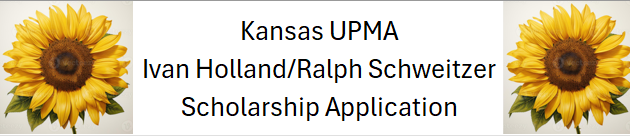 Kansas UPMA
Ivan Holland/Ralph Schweitzer
Scholarship Application